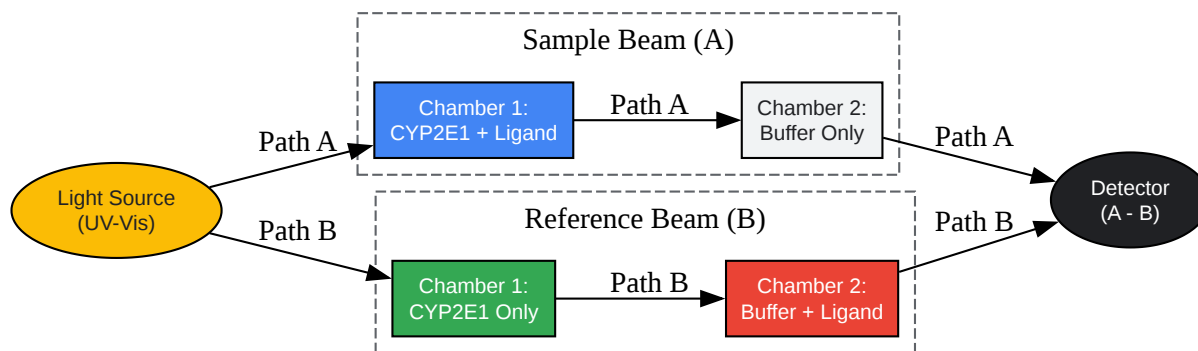 Sample Beam (A)
Chamber 1:
CYP2E1 + Ligand
Path A
Chamber 2:
Buffer Only
Path A
Path A
Light Source
(UV-Vis)
Detector
(A - B)
Path B
Reference Beam (B)
Path B
Chamber 1:
CYP2E1 Only
Path B
Chamber 2:
Buffer + Ligand